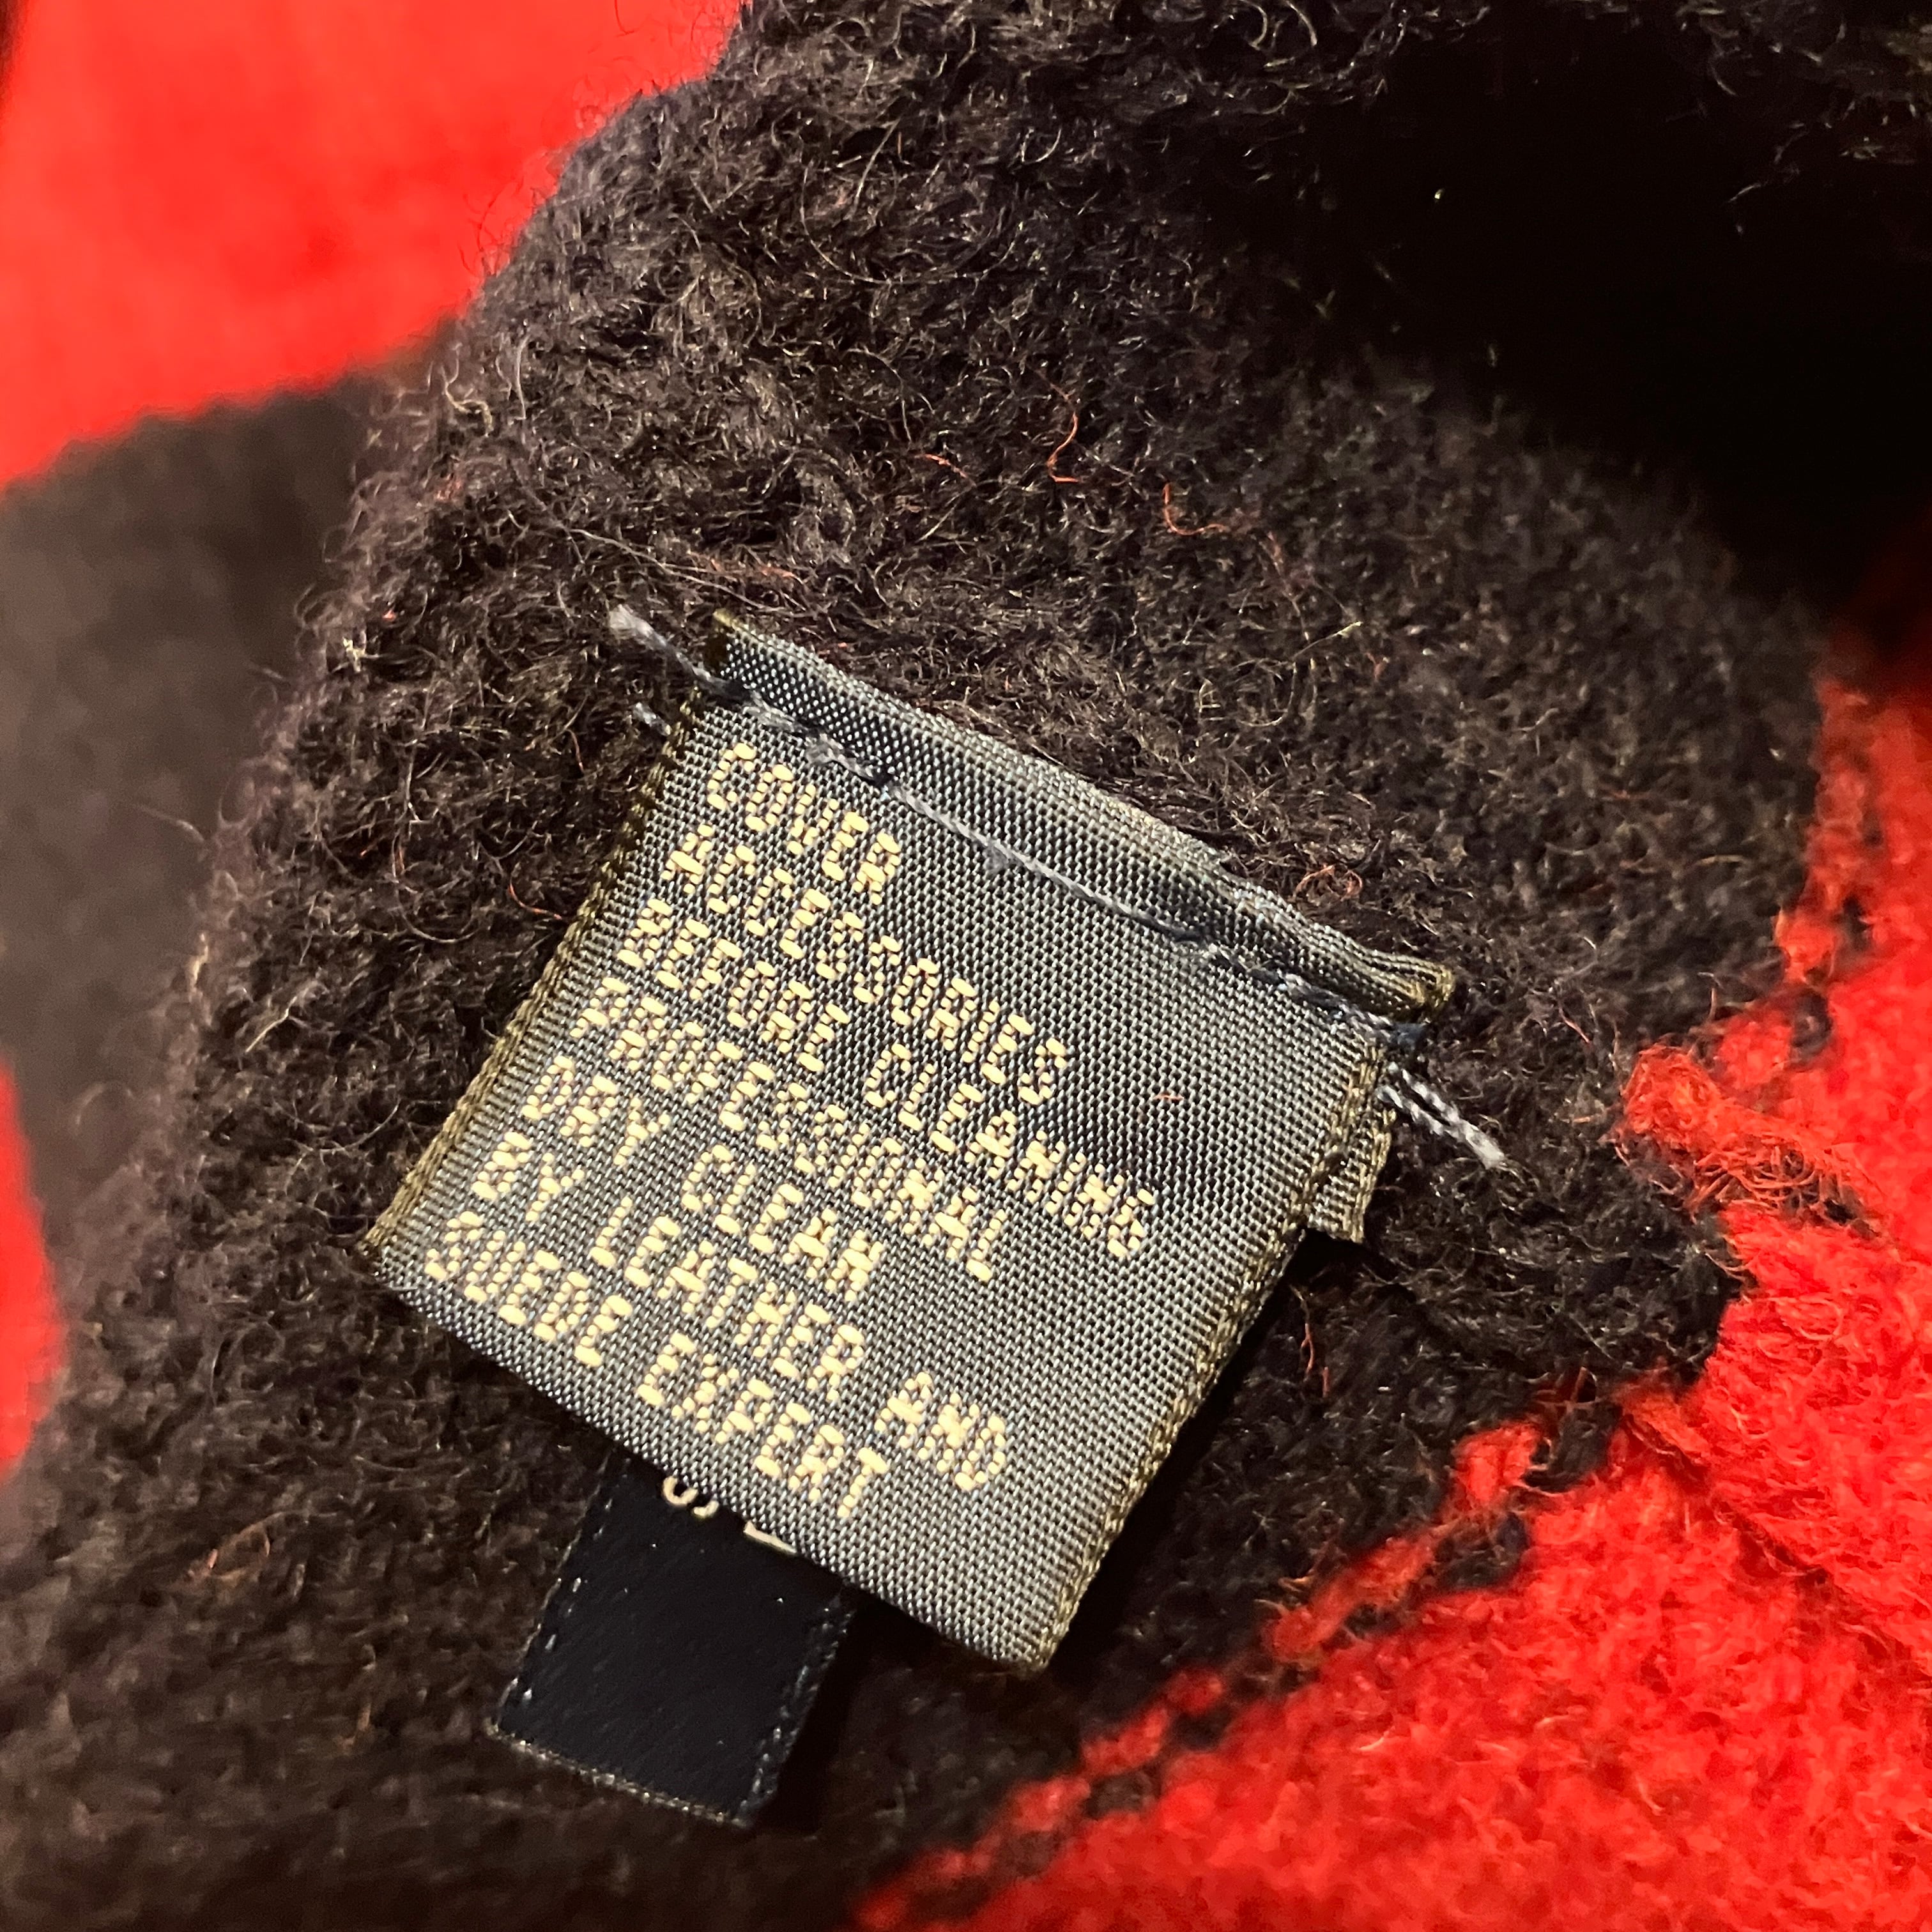 COVER
ACCESSORIES
BEFORE CLEANING
PROFESSIONAL
DRY CLEAN
BY LEATHER AND
SUEDE EXPERT